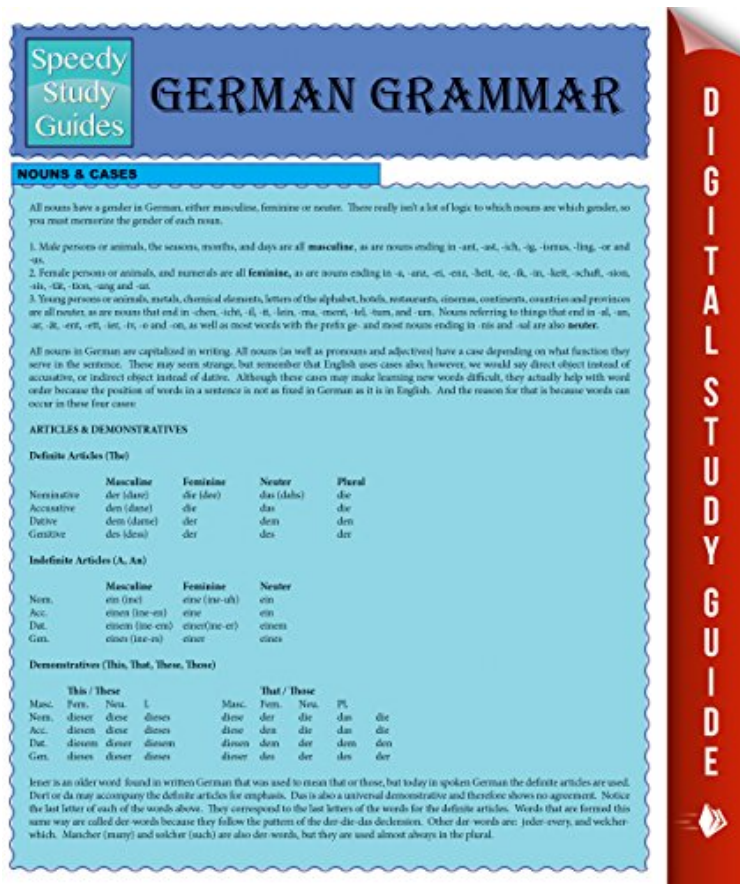 Speedy
Study
Guides
GERMAN GRAMMAR
NOUNS & CASES
All nouns have a gender in German, either masculine, feminine or neuter. There really isn't a lot of logic to which nouns are which gender, so
you must memorize the gender of each noun.
1. Male persons or animals, the seasons, months, and days are all masculine, as are nouns ending in -ant, -ast, -ich, -ig, -ismus, -ling, -or and
-us.
2. Female persons or animals, and numerals are all feminine, as are nouns ending in -a, -anz, -ei, -enz, -heit, -ie, -ik, -in, -keit, -schaft, -sion,
-sis, -tät, -tion, -ung and -ur.
3. Young persons or animals, metals, chemical elements, letters of the alphabet, hotels, restaurants, cinemas, continents, countries and provinces
are all neuter, as are nouns that end in -chen, -icht, -il, -it, -lein, -ma, -ment, -tel, -tum, and -um. Nouns referring to things that end in -al, -an,
-ar, -ät, -ent, -ett, -ier, -iv, -o and -on, as well as most words with the prefix ge- and most nouns ending in -nis and -sal are also neuter.
All nouns in German are capitalized in writing. All nouns (as well as pronouns and adjectives) have a case depending on what function they
serve in the sentence. These may seem strange, but remember that English uses cases also; however, we would say direct object instead of
accusative, or indirect object instead of dative. Although these cases may make learning new words difficult, they actually help with word
order because the position of words in a sentence is not as fixed in German as it is in English. And the reason for that is because words can
occur in these four cases:
ARTICLES & DEMONSTRATIVES
Definite Articles (The)
Masculine Feminine Neuter Plural
Nominative der (dare) die (dee) das (dahs) die
Accusative den (dane) die das die
Dative dem (dame) der dem den
Genitive des (dess) der des der
Indefinite Articles (A, An)
Masculine Feminine Neuter
Nom. ein (ine) eine (ine-uh) ein
Acc. einen (ine-en) eine ein
Dat. einem (ine-em) einer(ine-er) einem
Gen. eines (ine-es) einer eines
Demonstratives (This, That, These, Those)
This / These That / Those
Masc. Fem. Neu. Masc. Fem. Neu. Pl.
Nom. dieser diese dieses diese der die das die
Acc. diesen diese dieses diese den die das die
Dat. diesem dieser diesem diesen dem der dem den
Gen. dieses dieser dieses dieser des der des der
Jener is an older word found in written German that was used to mean that or those, but today in spoken German the definite articles are used.
Dort or da may accompany the definite articles for emphasis. Das is also a universal demonstrative and therefore shows no agreement. Notice
the last letter of each of the words above. They correspond to the last letters of the words for the definite articles. Words that are formed this
same way are called der-words because they follow the pattern of the der-die-das declension. Other der-words are: jeder-every, and welcher-
which. Mancher (many) and solcher (such) are also der-words, but they are used almost always in the plural.
DIGITAL STUDY GUIDE